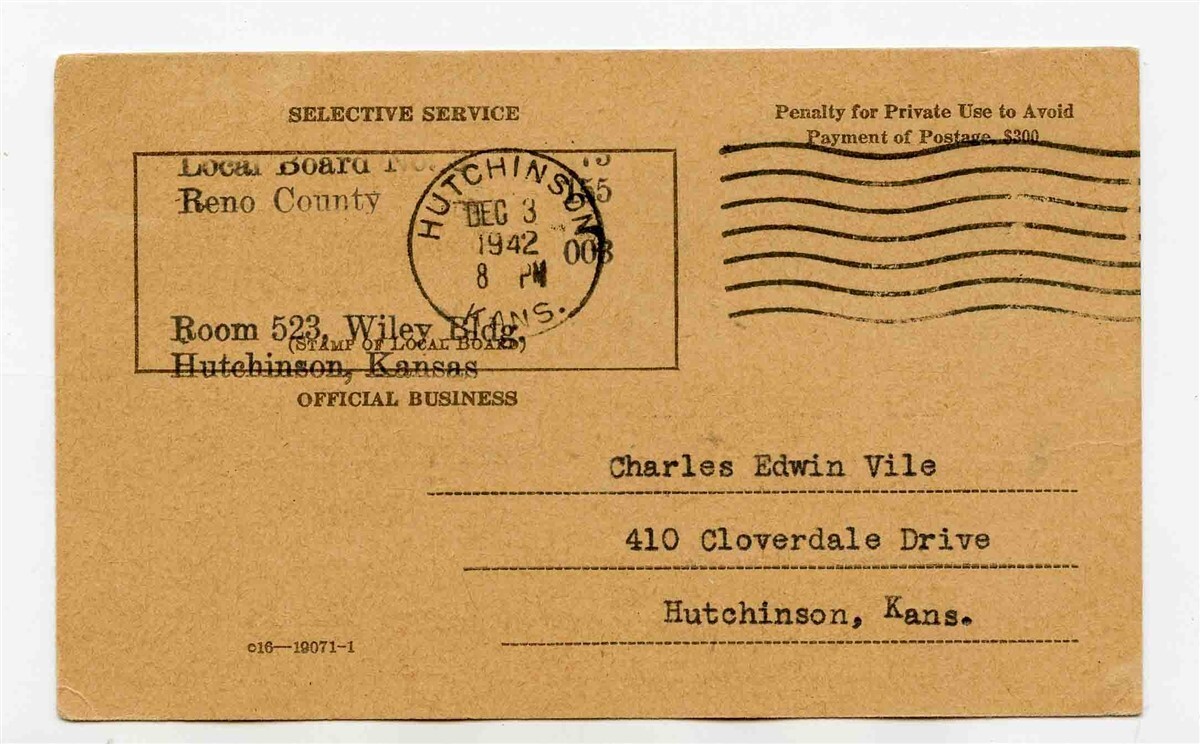 SELECTIVE SERVICE
Penalty for Private Use to Avoid
Payment of Postage, $300
Local Board No.
Reno County 155
HUTCHINSON
DEC 3
1942
8 PM
KANS.
003
Room 523, Wiley Bldg.
(STAMP OF LOCAL BOARD)
Hutchinson, Kansas
OFFICIAL BUSINESS
Charles Edwin Vile
410 Cloverdale Drive
Hutchinson, Kans.
c16—19071-1